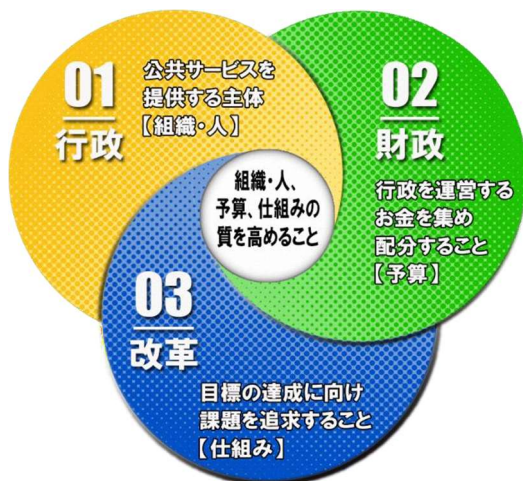 01
行政
公共サービスを
提供する主体
【組織・人】
02
財政
行政を運営する
お金を集め
配分すること
【予算】
組織・人、
予算、仕組みの
質を高めること
03
改革
目標の達成に向け
課題を追求すること
【仕組み】